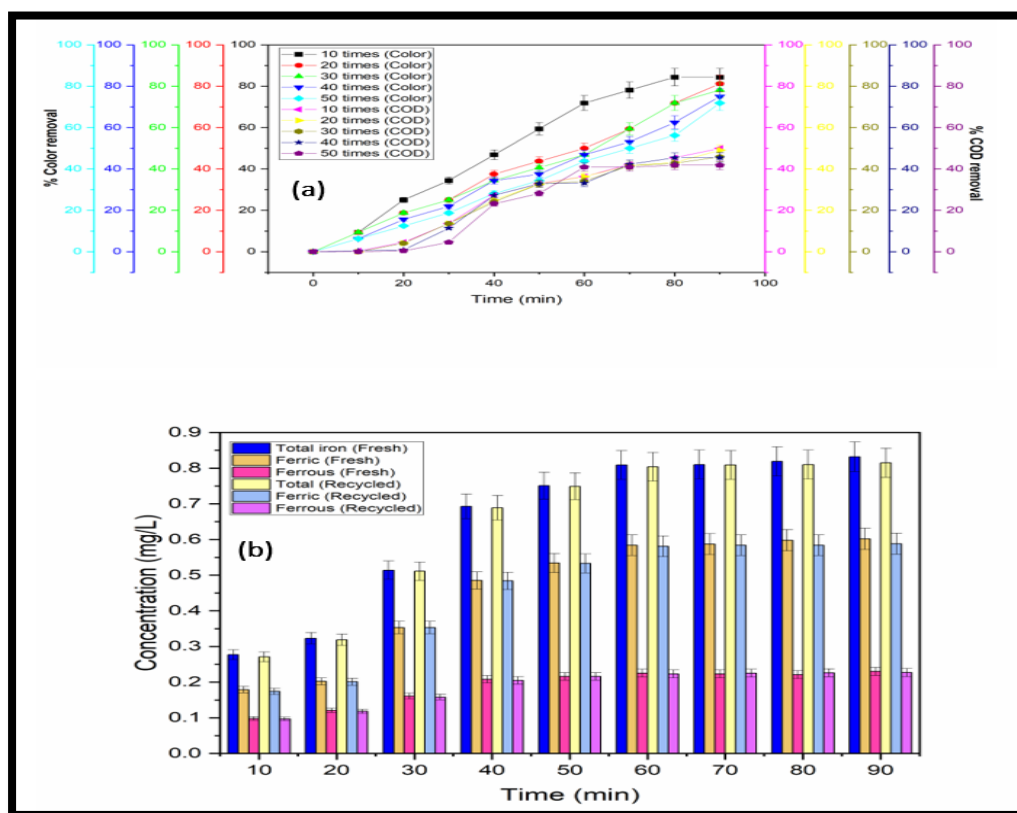 100 100 100 100 100 100 100 100 100 100
80 80 80 80 80 80 80 80 80 80
60 60 60 60 60 60 60 60 60 60
40 40 40 40 40 40 40 40 40 40
20 20 20 20 20 20 20 20 20 20
0 0 0 0 0 0 0 0 0 0
% Color removal
10 times (Color)
20 times (Color)
30 times (Color)
40 times (Color)
50 times (Color)
10 times (COD)
20 times (COD)
30 times (COD)
40 times (COD)
50 times (COD)
(a)
% COD Removal
0 20 40 60 80 100
Time (min)
0.9
0.8
0.7
0.6
0.5
0.4
0.3
0.2
0.1
0.0
Concentration (mg/L)
Total iron (Fresh)
Ferric (Fresh)
Ferrous (Fresh)
Total (Recycled)
Ferric (Recycled)
Ferrous (Recycled)
(b)
10 20 30 40 50 60 70 80 90
Time (min)